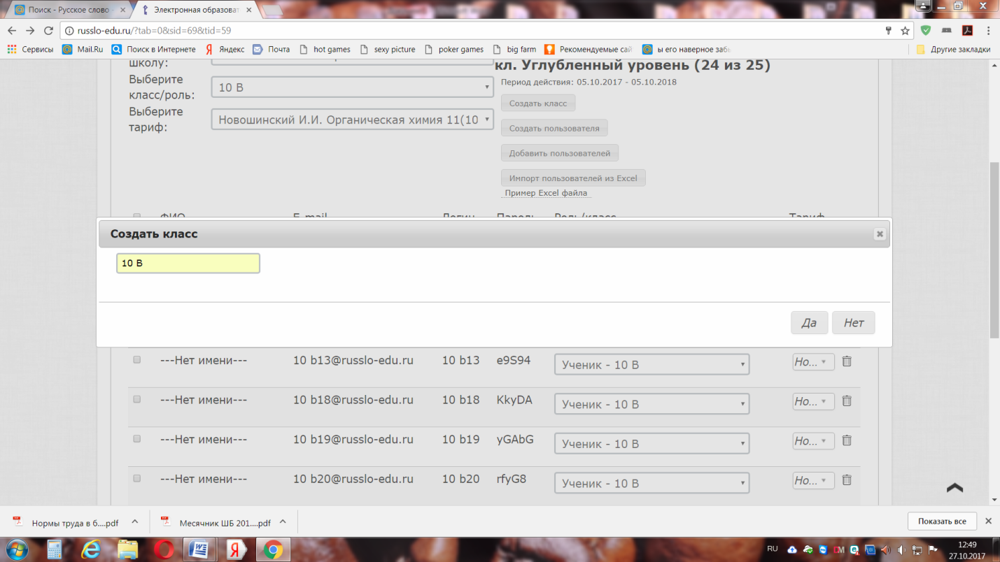 Поиск - Русское слово -
Электронная образоват
russlo-edu.ru/?tab=0&sid=69&tid=59
Сервисы Mail.Ru Поиск в Интернете Яндекс Почта hot games sexy picture poker games big farm Рекомендуемые сай ы его наверное заб Другие закладки
школу:
кл. Углубленный уровень (24 из 25)
Период действия: 05.10.2017 - 05.10.2018
Выберите класс/роль:
10 В
Выберите тариф:
Новошинский И.И. Органическая химия 11(10
Создать класс
Создать пользователя
Добавить пользователей
Импорт пользователей из Excel
Пример Excel файла
ФИО E-mail Логин Пароль Роль/класс Тариф
Создать класс
10 В
Да Нет
---Нет имени--- 10 b13@russlo-edu.ru 10 b13 e9S94 Ученик - 10 В Но...
---Нет имени--- 10 b18@russlo-edu.ru 10 b18 KkyDA Ученик - 10 В Но...
---Нет имени--- 10 b19@russlo-edu.ru 10 b19 yGAbG Ученик - 10 В Но...
---Нет имени--- 10 b20@russlo-edu.ru 10 b20 rfyG8 Ученик - 10 В Но...
Нормы труда в б....pdf Месячник ШБ 201....pdf Показать все
RU 12:49
27.10.2017